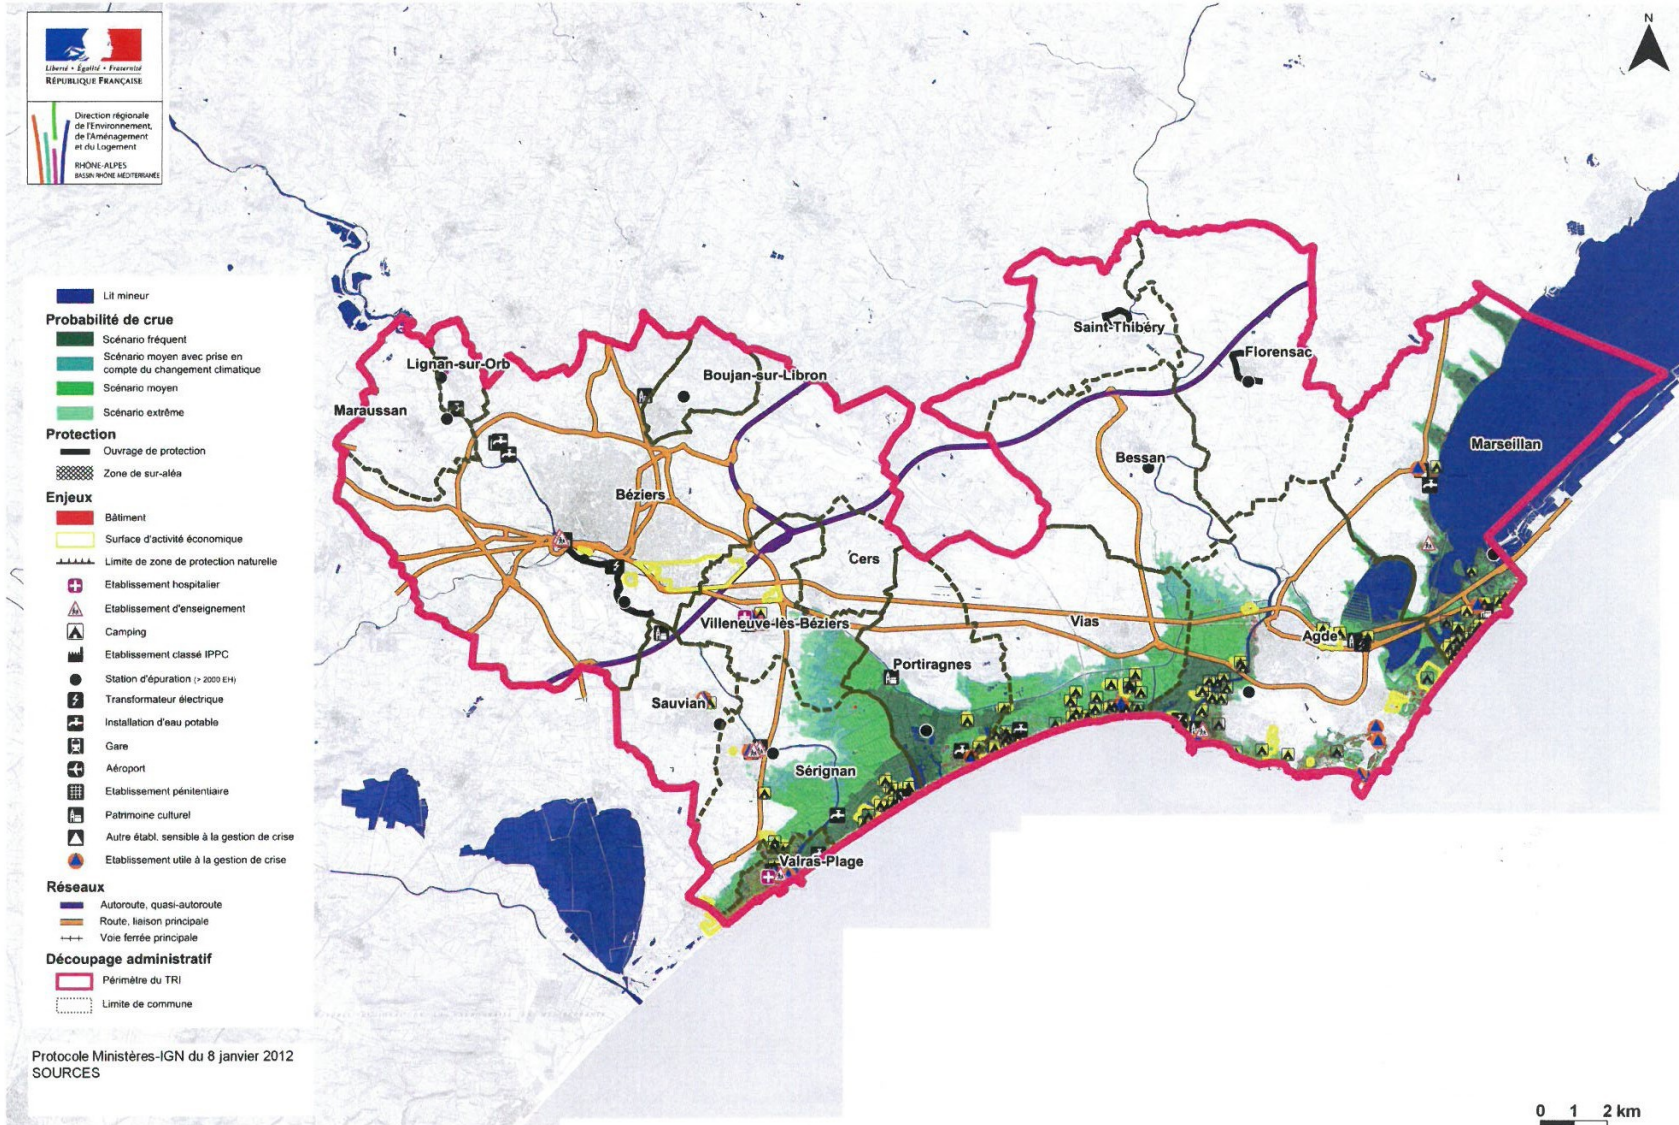 Liberté • Égalité • Fraternité
RÉPUBLIQUE FRANÇAISE
Direction régionale
de l'Environnement,
de l'Aménagement
et du Logement
RHÔNE-ALPES
BASSIN RHÔNE MÉDITERRANÉE
N
Lit mineur
Probabilité de crue
Scénario fréquent
Scénario moyen avec prise en
compte du changement climatique
Scénario moyen
Scénario extrême
Protection
Ouvrage de protection
Zone de sur-aléa
Enjeux
Bâtiment
Surface d'activité économique
Limite de zone de protection naturelle
Etablissement hospitalier
Etablissement d'enseignement
Camping
Etablissement classé IPPC
Station d'épuration (> 2000 EH)
Transformateur électrique
Installation d'eau potable
Gare
Aéroport
Etablissement pénitentiaire
Patrimoine culturel
Autre établ. sensible à la gestion de crise
Etablissement utile à la gestion de crise
Réseaux
Autoroute, quasi-autoroute
Route, liaison principale
Voie ferrée principale
Découpage administratif
Périmètre du TRI
Limite de commune
Protocole Ministères-IGN du 8 janvier 2012
SOURCES
Saint-Thibéry
Florensac
Lignan-sur-Orb
Boujan-sur-Libron
Maraussan
Marseillan
Bessan
Béziers
Cers
Villeneuve-lès-Béziers
Vias
Agde
Portiragnes
Sauvian
Sérignan
Valras-Plage
0 1 2 km